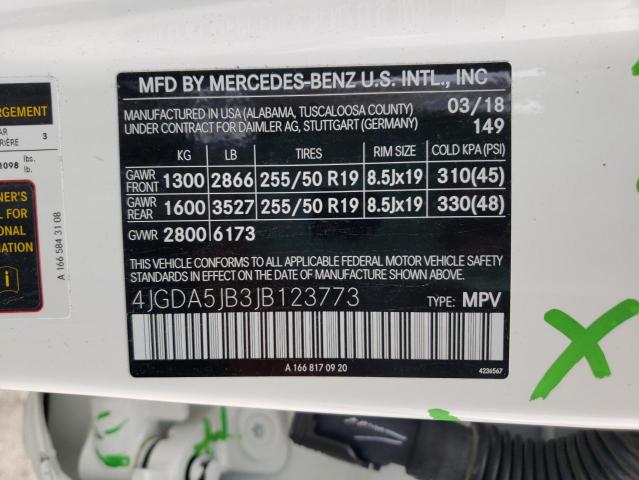 MFD BY MERCEDES-BENZ U.S. INTL., INC
MANUFACTURED IN USA (ALABAMA, TUSCALOOSA COUNTY) 03/18
UNDER CONTRACT FOR DAIMLER AG, STUTTGART (GERMANY) 149
KG LB TIRES RIM SIZE COLD KPA(PSI)
GAWR FRONT 1300 2866 255/50 R19 8.5Jx19 310(45)
GAWR REAR 1600 3527 255/50 R19 8.5Jx19 330(48)
GVWR 2800 6173
THIS VEHICLE CONFORMS TO ALL APPLICABLE FEDERAL MOTOR VEHICLE SAFETY
STANDARDS IN EFFECT ON THE DATE OF MANUFACTURE SHOWN ABOVE.
4JGDA5JB3JB123773 TYPE: MPV
A 166 817 09 20 4236567
ARGEMENT
AR 3
RIÈRE
1098 lbs. lb.
NER'S
L FOR
TIONAL
ATION
i
A 166 584 31 08
X